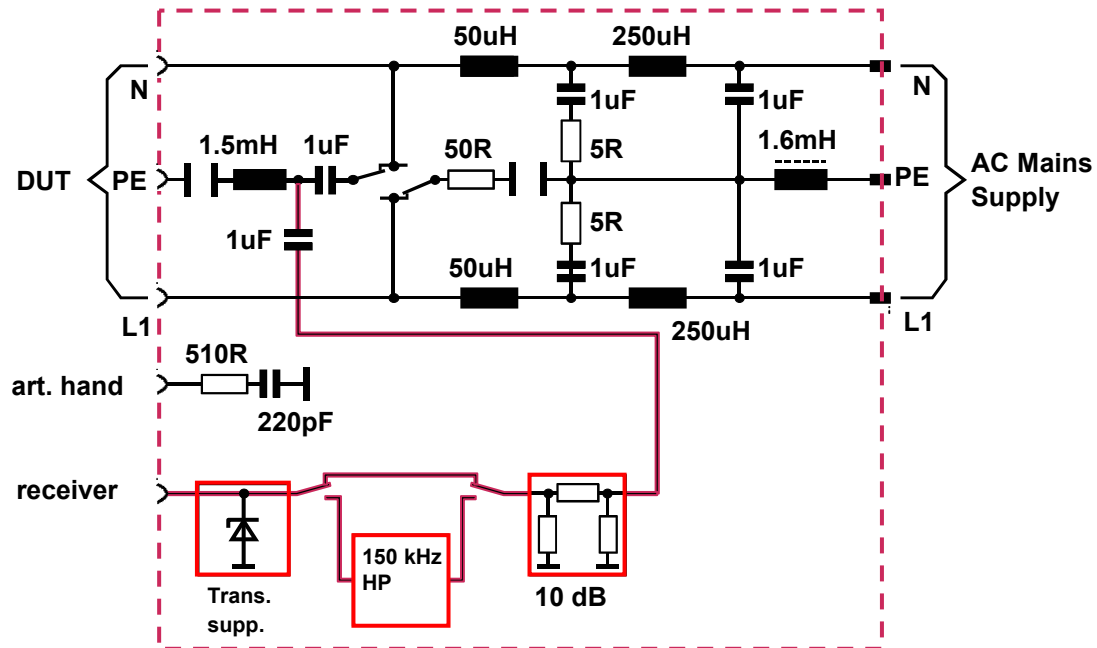 50uH
250uH
N
1uF
1uF
N
1.5mH
1uF
50R
5R
1.6mH
DUT
PE
PE
AC Mains
Supply
1uF
5R
50uH
1uF
1uF
L1
250uH
L1
510R
art. hand
220pF
receiver
150 kHz
HP
Trans.
supp.
10 dB